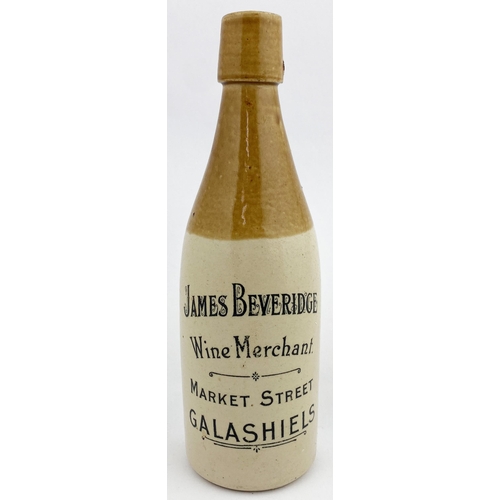 JAMES BEVERIDGE
Wine Merchant.
MARKET. STREET
GALASHIELS